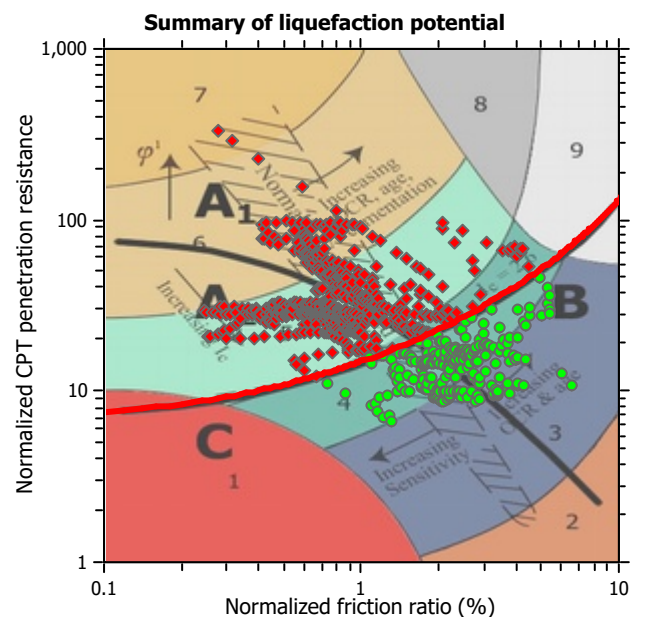 Summary of liquefaction potential
Normalized CPT penetration resistance
1,000
100
10
1
0.1
1
10
Normalized friction ratio (%)
7
8
9
φ'
A1
Increasing
OCR, age,
cementation
6
A
Increasing Ic
B
4
C
1
Increasing
Sensitivity
Increasing
OCR & age
3
2